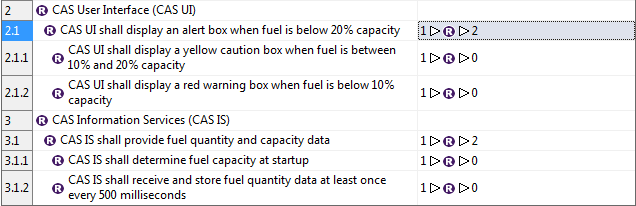 2 R CAS User Interface (CAS UI)
2.1 R CAS UI shall display an alert box when fuel is below 20% capacity 1 ▷ R ▷ 2
2.1.1 R CAS UI shall display a yellow caution box when fuel is between 1 ▷ R ▷ 0
10% and 20% capacity
2.1.2 R CAS UI shall display a red warning box when fuel is below 10% 1 ▷ R ▷ 0
capacity
3 R CAS Information Services (CAS IS)
3.1 R CAS IS shall provide fuel quantity and capacity data 1 ▷ R ▷ 2
3.1.1 R CAS IS shall determine fuel capacity at startup 1 ▷ R ▷ 0
3.1.2 R CAS IS shall receive and store fuel quantity data at least once 1 ▷ R ▷ 0
every 500 milliseconds